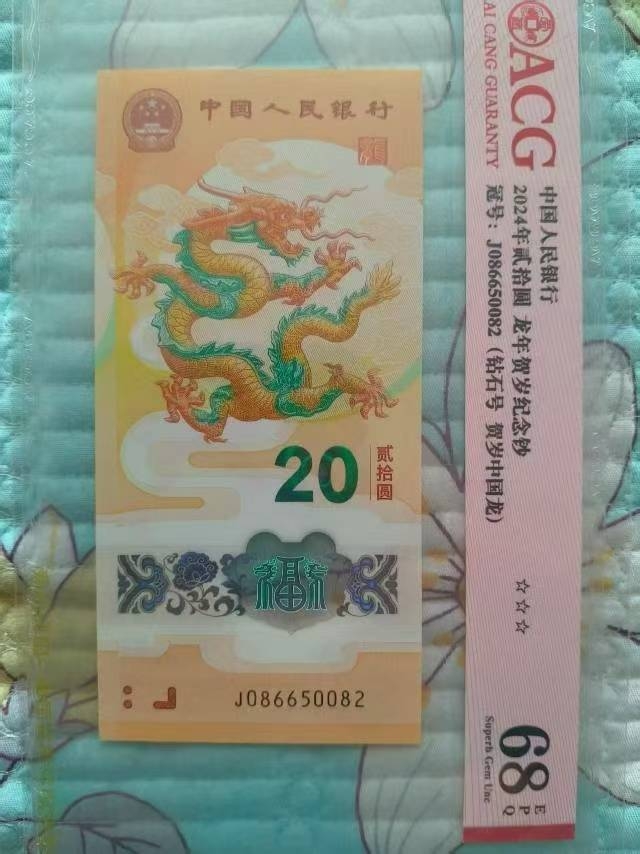 中国人民银行
20
贰拾圆
福
J086650082
ACG
AI CANG GUARANTY
中国人民银行
2024年贰拾圆 龙年贺岁纪念钞
冠号：J086650082（钻石号 贺岁中国龙）
☆☆☆
68
EPQ
Superb Gem Unc